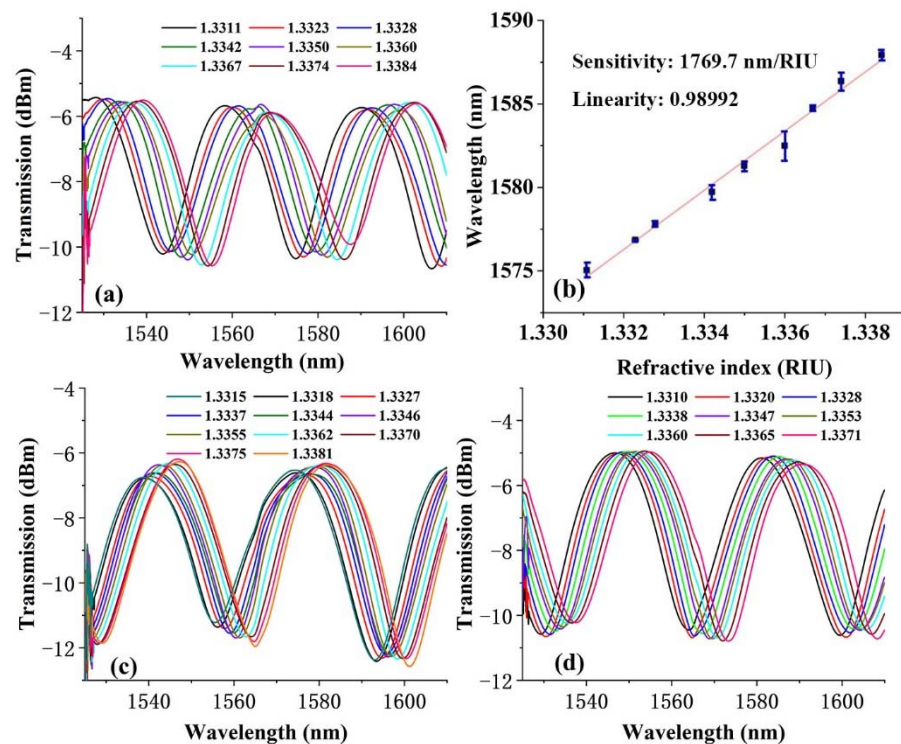 1.3311 1.3323 1.3328
1.3342 1.3350 1.3360
1.3367 1.3374 1.3384
−4
−6
−8
−10
−12
Transmission (dBm)
(a)
1540 1560 1580 1600
Wavelength (nm)
Sensitivity: 1769.7 nm/RIU
Linearity: 0.98992
1590
1585
1580
1575
Wavelength (nm)
(b)
1.330 1.332 1.334 1.336 1.338
Refractive index (RIU)
1.3315 1.3318 1.3327
1.3337 1.3344 1.3346
1.3355 1.3362 1.3370
1.3375 1.3381
−4
−6
−8
−10
−12
Transmission (dBm)
(c)
1540 1560 1580 1600
Wavelength (nm)
1.3310 1.3320 1.3328
1.3338 1.3347 1.3353
1.3360 1.3365 1.3371
−4
−6
−8
−10
−12
Transmission (dBm)
(d)
1540 1560 1580 1600
Wavelength (nm)